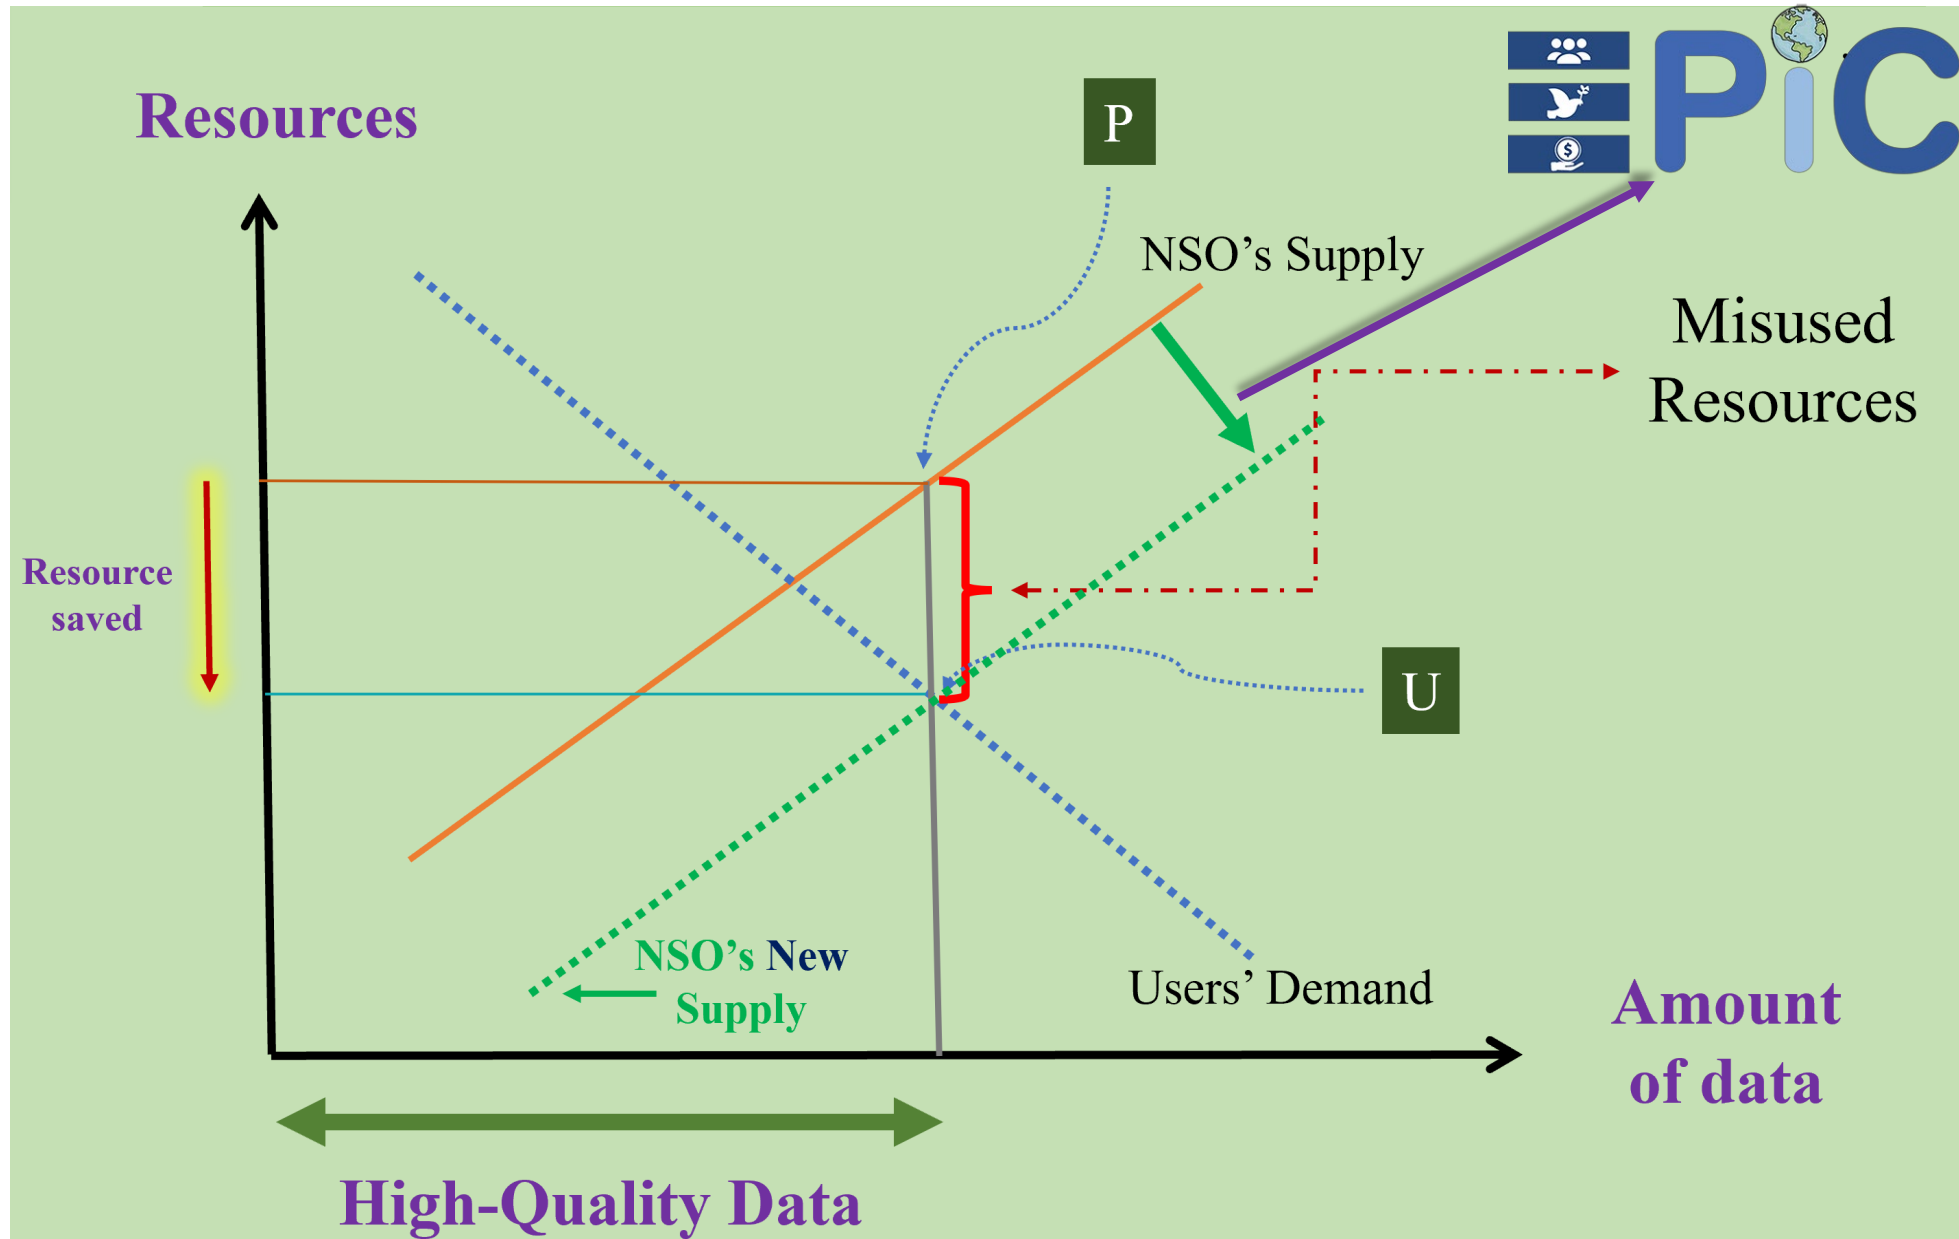 Resources
P
PiC
$
NSO’s Supply
Misused
Resources
Resource
saved
U
NSO’s New
Supply
Users’ Demand
Amount
of data
High-Quality Data